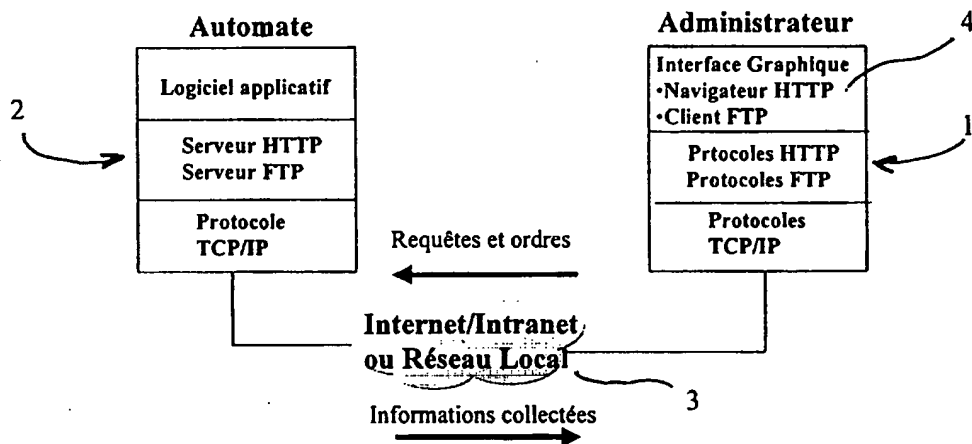 Automate
Logiciel applicatif
Serveur HTTP
Serveur FTP
Protocole
TCP/IP
2
Administrateur
Interface Graphique
•Navigateur HTTP
•Client FTP
Prtocoles HTTP
Protocoles FTP
Protocoles
TCP/IP
4
1
Requêtes et ordres
Internet/Intranet
ou Réseau Local
3
Informations collectées